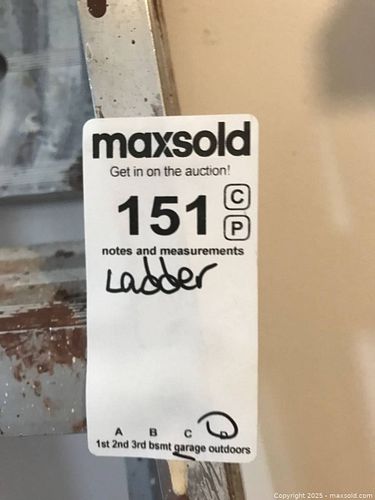 maxsold
Get in on the auction!
151 C
P
notes and measurements
Ladder
A B C D
1st 2nd 3rd bsmt garage outdoors
Copyright 2025 - maxsold.com